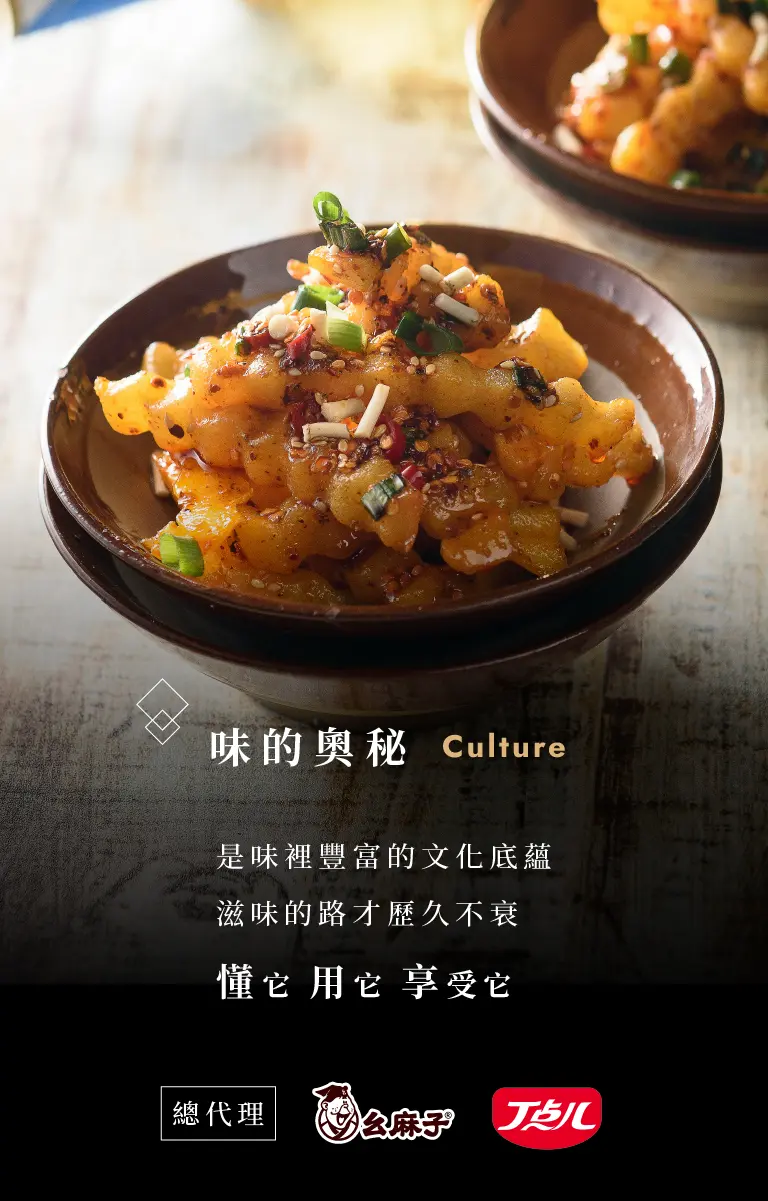 味的奧秘 Culture
是味裡豐富的文化底蘊
滋味的路才歷久不衰
懂它 用它 享受它
總代理 幺麻子® 丁点儿